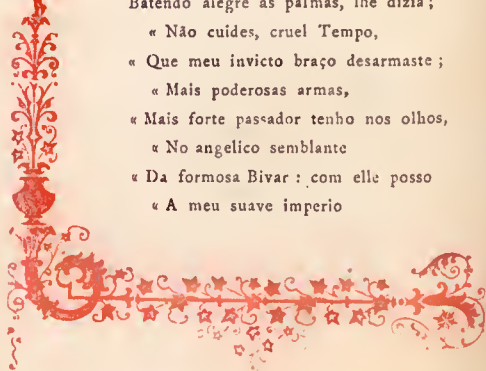 Batendo alegre as palmas, lhe dizia ;
« Não cuides, cruel Tempo,
« Que meu invicto braço desarmaste ;
« Mais poderosas armas,
« Mais forte passador tenho nos olhos,
« No angelico semblante
« Da formosa Bivar : com elle posso
« A meu suave imperio